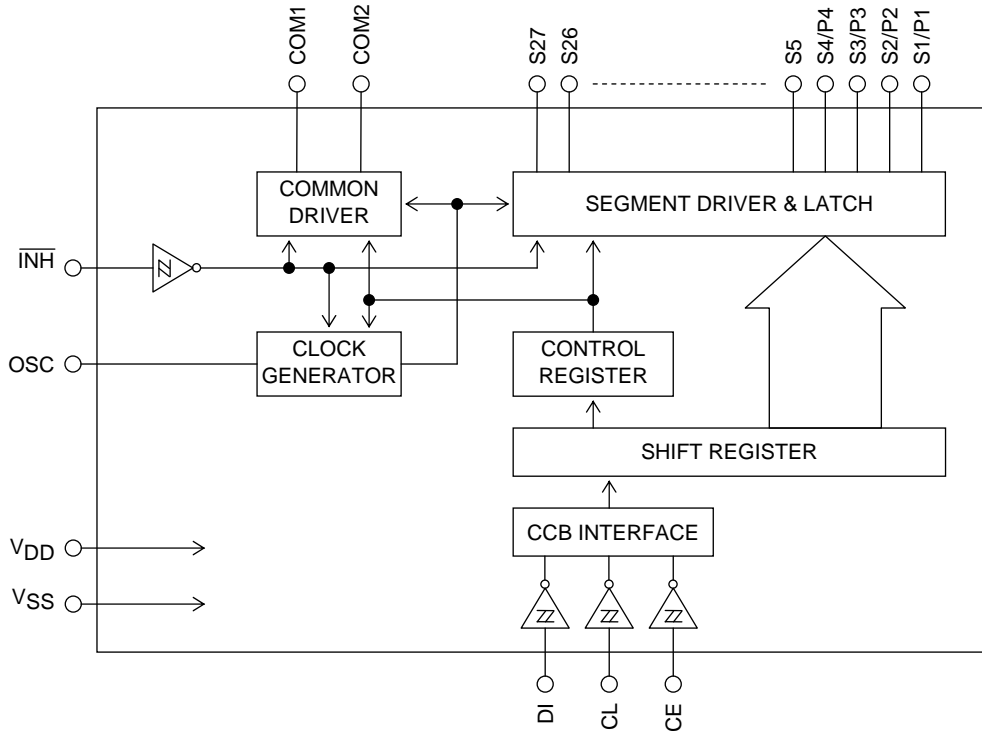 COM1
COM2
S27
S26
S5
S4/P4
S3/P3
S2/P2
S1/P1
COMMON
DRIVER
SEGMENT DRIVER & LATCH
INH
OSC
CLOCK
GENERATOR
CONTROL
REGISTER
SHIFT REGISTER
CCB INTERFACE
VDD
VSS
DI
CL
CE